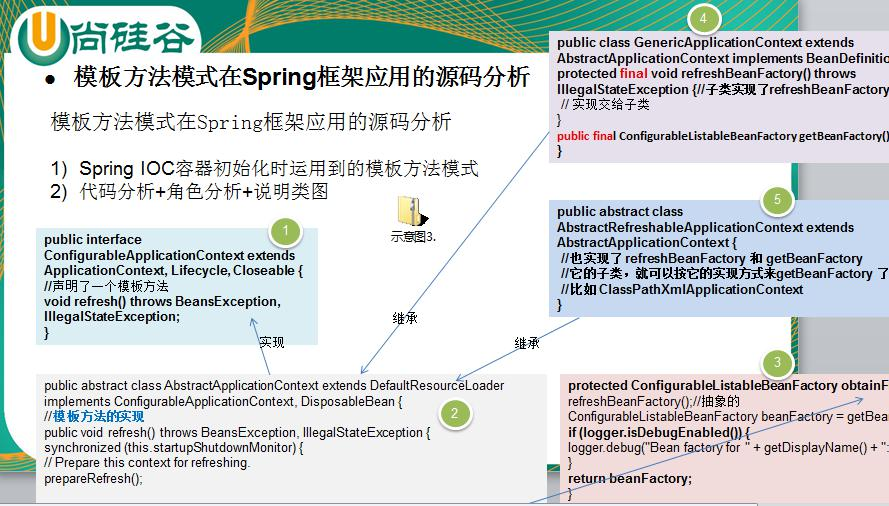 尚硅谷
● 模板方法模式在Spring框架应用的源码分析
模板方法模式在Spring框架应用的源码分析
1) Spring IOC容器初始化时运用到的模板方法模式
2) 代码分析+角色分析+说明类图
示意图3.
1
public interface
ConfigurableApplicationContext extends
ApplicationContext, Lifecycle, Closeable {
//声明了一个模板方法
void refresh() throws BeansException,
IllegalStateException;
}
实现
继承
继承
2
public abstract class AbstractApplicationContext extends DefaultResourceLoader
implements ConfigurableApplicationContext, DisposableBean {
//模板方法的实现
public void refresh() throws BeansException, IllegalStateException {
synchronized (this.startupShutdownMonitor) {
// Prepare this context for refreshing.
prepareRefresh();
4
public class GenericApplicationContext extends
AbstractApplicationContext implements BeanDefinitio
protected final void refreshBeanFactory() throws
IllegalStateException {//子类实现了refreshBeanFactory
// 实现交给子类
}
public final ConfigurableListableBeanFactory getBeanFactory()
}
5
public abstract class
AbstractRefreshableApplicationContext extends
AbstractApplicationContext {
//也实现了 refreshBeanFactory 和 getBeanFactory
//它的子类，就可以按它的实现方式来getBeanFactory 了
//比如 ClassPathXmlApplicationContext
}
3
protected ConfigurableListableBeanFactory obtainF
refreshBeanFactory();//抽象的
ConfigurableListableBeanFactory beanFactory = getBea
if (logger.isDebugEnabled()) {
logger.debug("Bean factory for " + getDisplayName() + ":
}
return beanFactory;
}